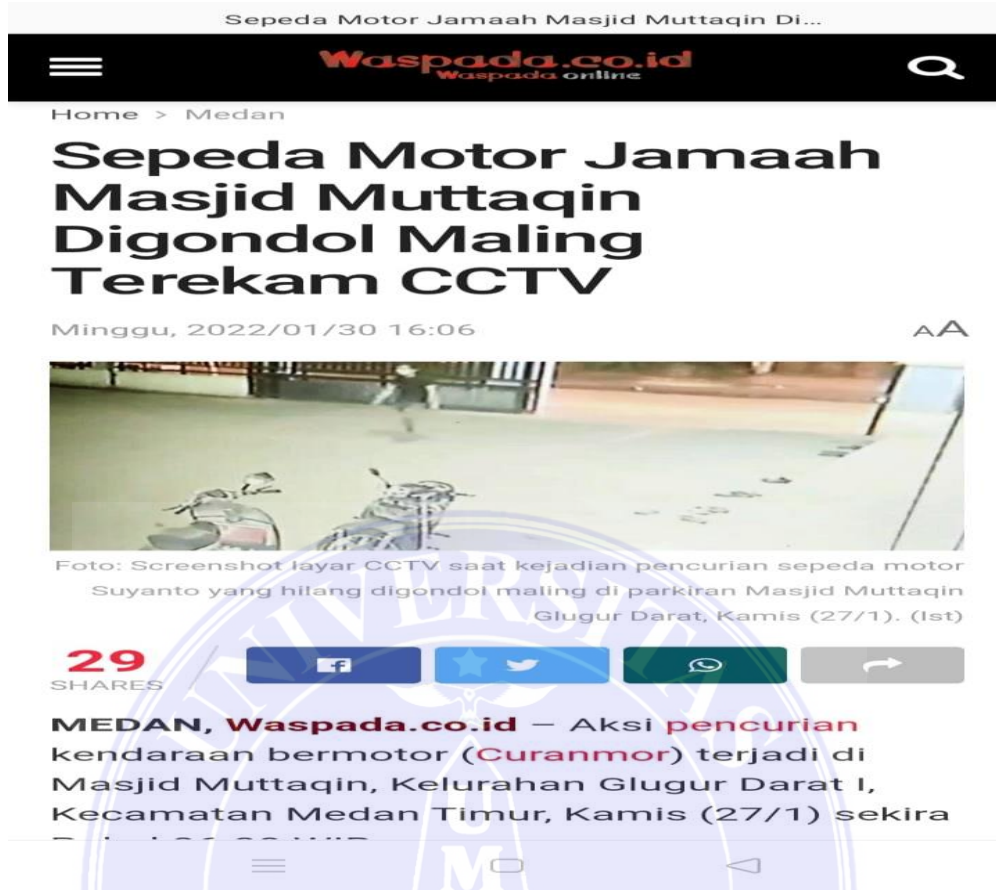 Sepeda Motor Jamaah Masjid Muttaqin Di...
Waspada.co.id
Waspada online
Home > Medan
Sepeda Motor Jamaah
Masjid Muttaqin
Digondol Maling
Terekam CCTV
Minggu, 2022/01/30 16:06
AA
Foto: Screenshot layar CCTV saat kejadian pencurian sepeda motor
Suyanto yang hilang digondol maling di parkiran Masjid Muttaqin
Glugur Darat, Kamis (27/1). (Ist)
29
SHARES
MEDAN, Waspada.co.id – Aksi pencurian
kendaraan bermotor (Curanmor) terjadi di
Masjid Muttaqin, Kelurahan Glugur Darat I,
Kecamatan Medan Timur, Kamis (27/1) sekira
UNIVERSITAS
UM